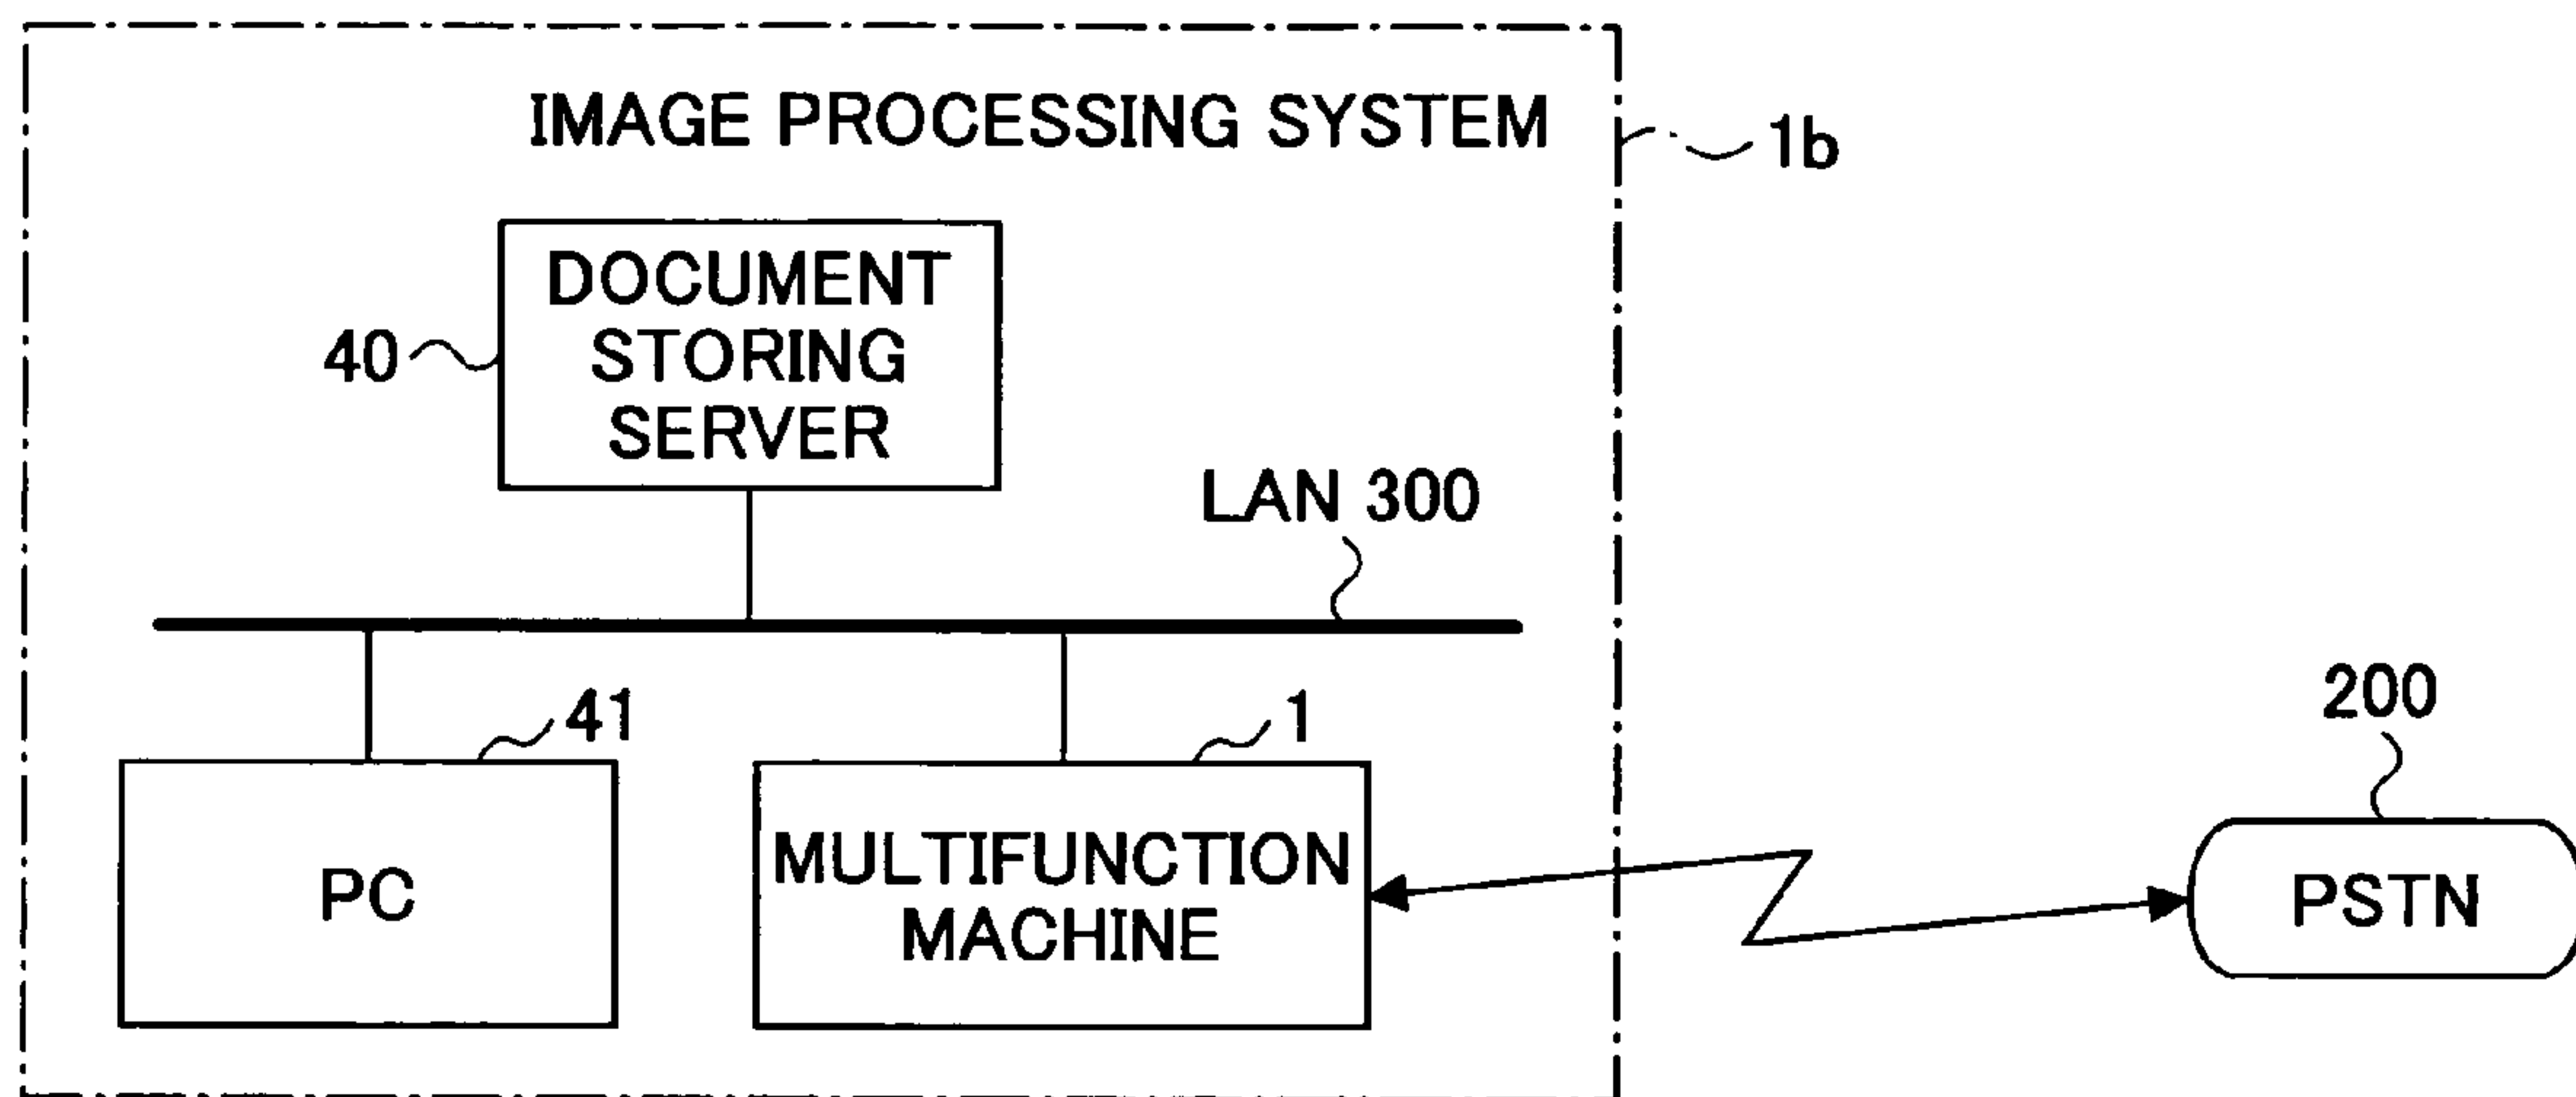 IMAGE PROCESSING SYSTEM
1b
DOCUMENT
STORING
SERVER
40
LAN 300
41
1
200
PC
MULTIFUNCTION
MACHINE
PSTN